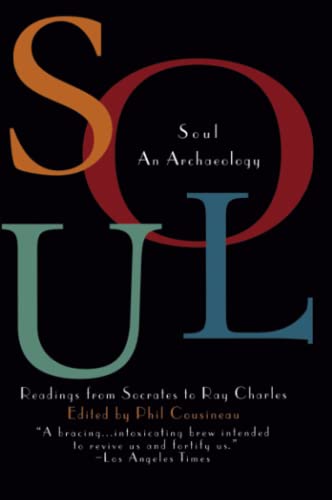 SOUL
Soul
An Archaeology
Readings from Socrates to Ray Charles
Edited by Phil Cousineau
“A bracing...intoxicating brew intended
to revive us and fortify us.”
–Los Angeles Times